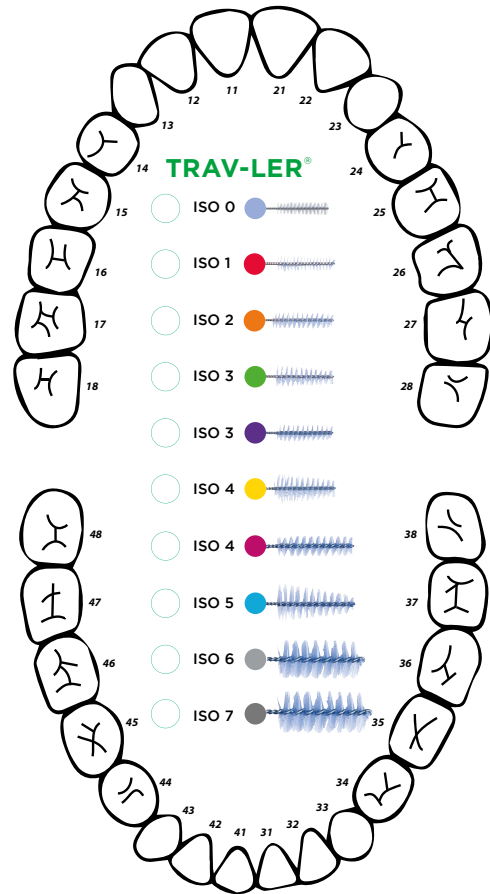 11 21
12 22
13 23
14 24
TRAV-LER®
15 ISO 0 25
16 ISO 1 26
17 ISO 2 27
18 ISO 3 28
ISO 3
ISO 4
48 ISO 4 38
47 ISO 5 37
46 ISO 6 36
45 ISO 7 35
44 34
43 33
42 32
41 31